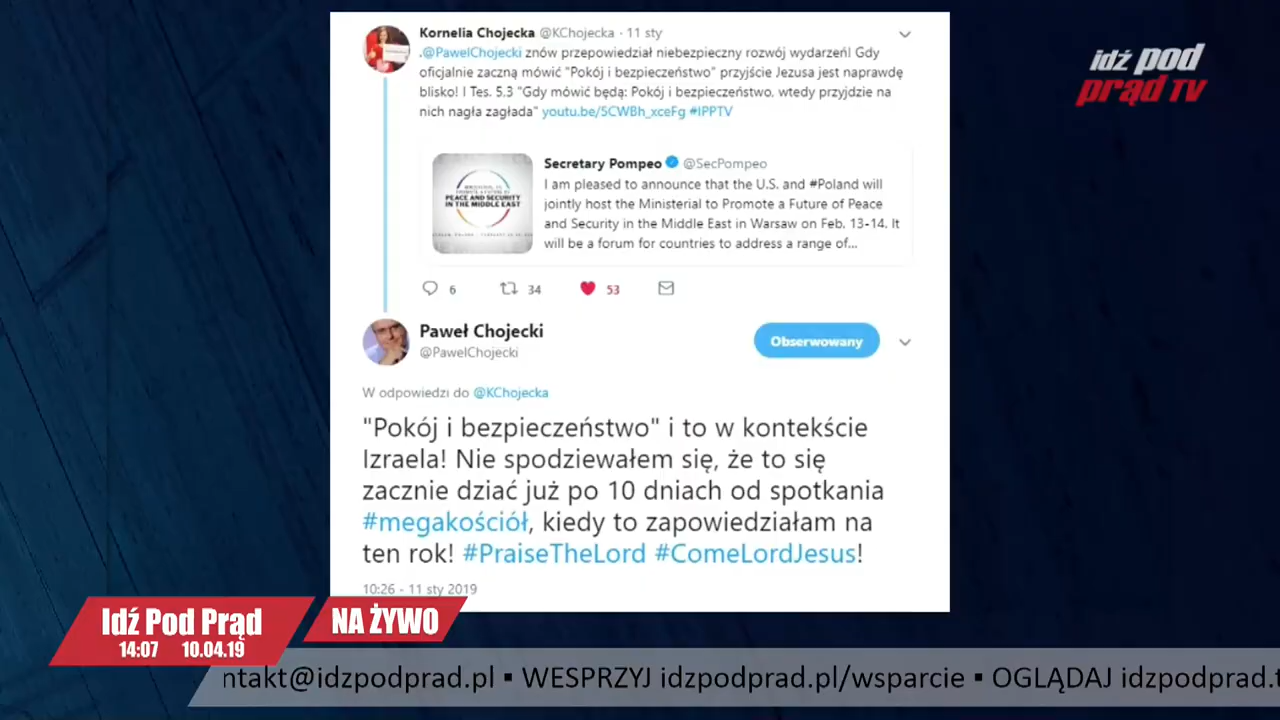 Kornelia Chojecka @KChojecka · 11 sty
.@PawelChojecki znów przepowiedział niebezpieczny rozwój wydarzeń! Gdy
oficjalnie zaczną mówić "Pokój i bezpieczeństwo" przyjście Jezusa jest naprawdę
blisko! I Tes. 5.3 "Gdy mówić będą: Pokój i bezpieczeństwo, wtedy przyjdzie na
nich nagła zagłada" youtu.be/5CWBh_xceFg #IPPTV
idź pod
prąd TV
PEACE AND SECURITY
IN THE MIDDLE EAST
Secretary Pompeo @SecPompeo
I am pleased to announce that the U.S. and #Poland will
jointly host the Ministerial to Promote a Future of Peace
and Security in the Middle East in Warsaw on Feb. 13-14. It
will be a forum for countries to address a range of...
6 34 53
Paweł Chojecki
@PawelChojecki
Obserwowany
W odpowiedzi do @KChojecka
"Pokój i bezpieczeństwo" i to w kontekście
Izraela! Nie spodziewałem się, że to się
zacznie dziać już po 10 dniach od spotkania
#megakościół, kiedy to zapowiedziałam na
ten rok! #PraiseTheLord #ComeLordJesus!
10:26 - 11 sty 2019
Idź Pod Prąd
14:07 10.04.19
NA ŻYWO
ntakt@idzpodprad.pl ▪ WESPRZYJ idzpodprad.pl/wsparcie ▪ OGLĄDAJ idzpodprad.t